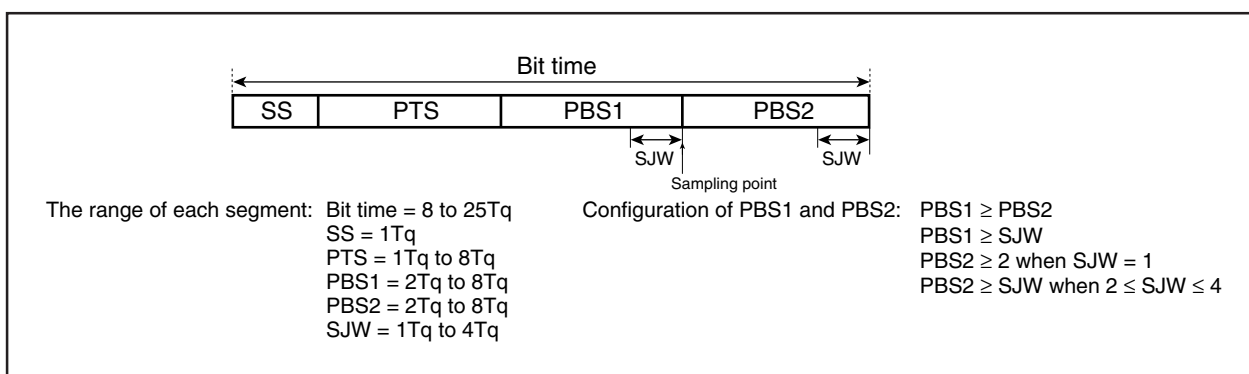 Bit time
SS PTS PBS1 PBS2
SJW SJW
Sampling point
The range of each segment: Bit time = 8 to 25Tq
SS = 1Tq
PTS = 1Tq to 8Tq
PBS1 = 2Tq to 8Tq
PBS2 = 2Tq to 8Tq
SJW = 1Tq to 4Tq
Configuration of PBS1 and PBS2: PBS1 ≥ PBS2
PBS1 ≥ SJW
PBS2 ≥ 2 when SJW = 1
PBS2 ≥ SJW when 2 ≤ SJW ≤ 4